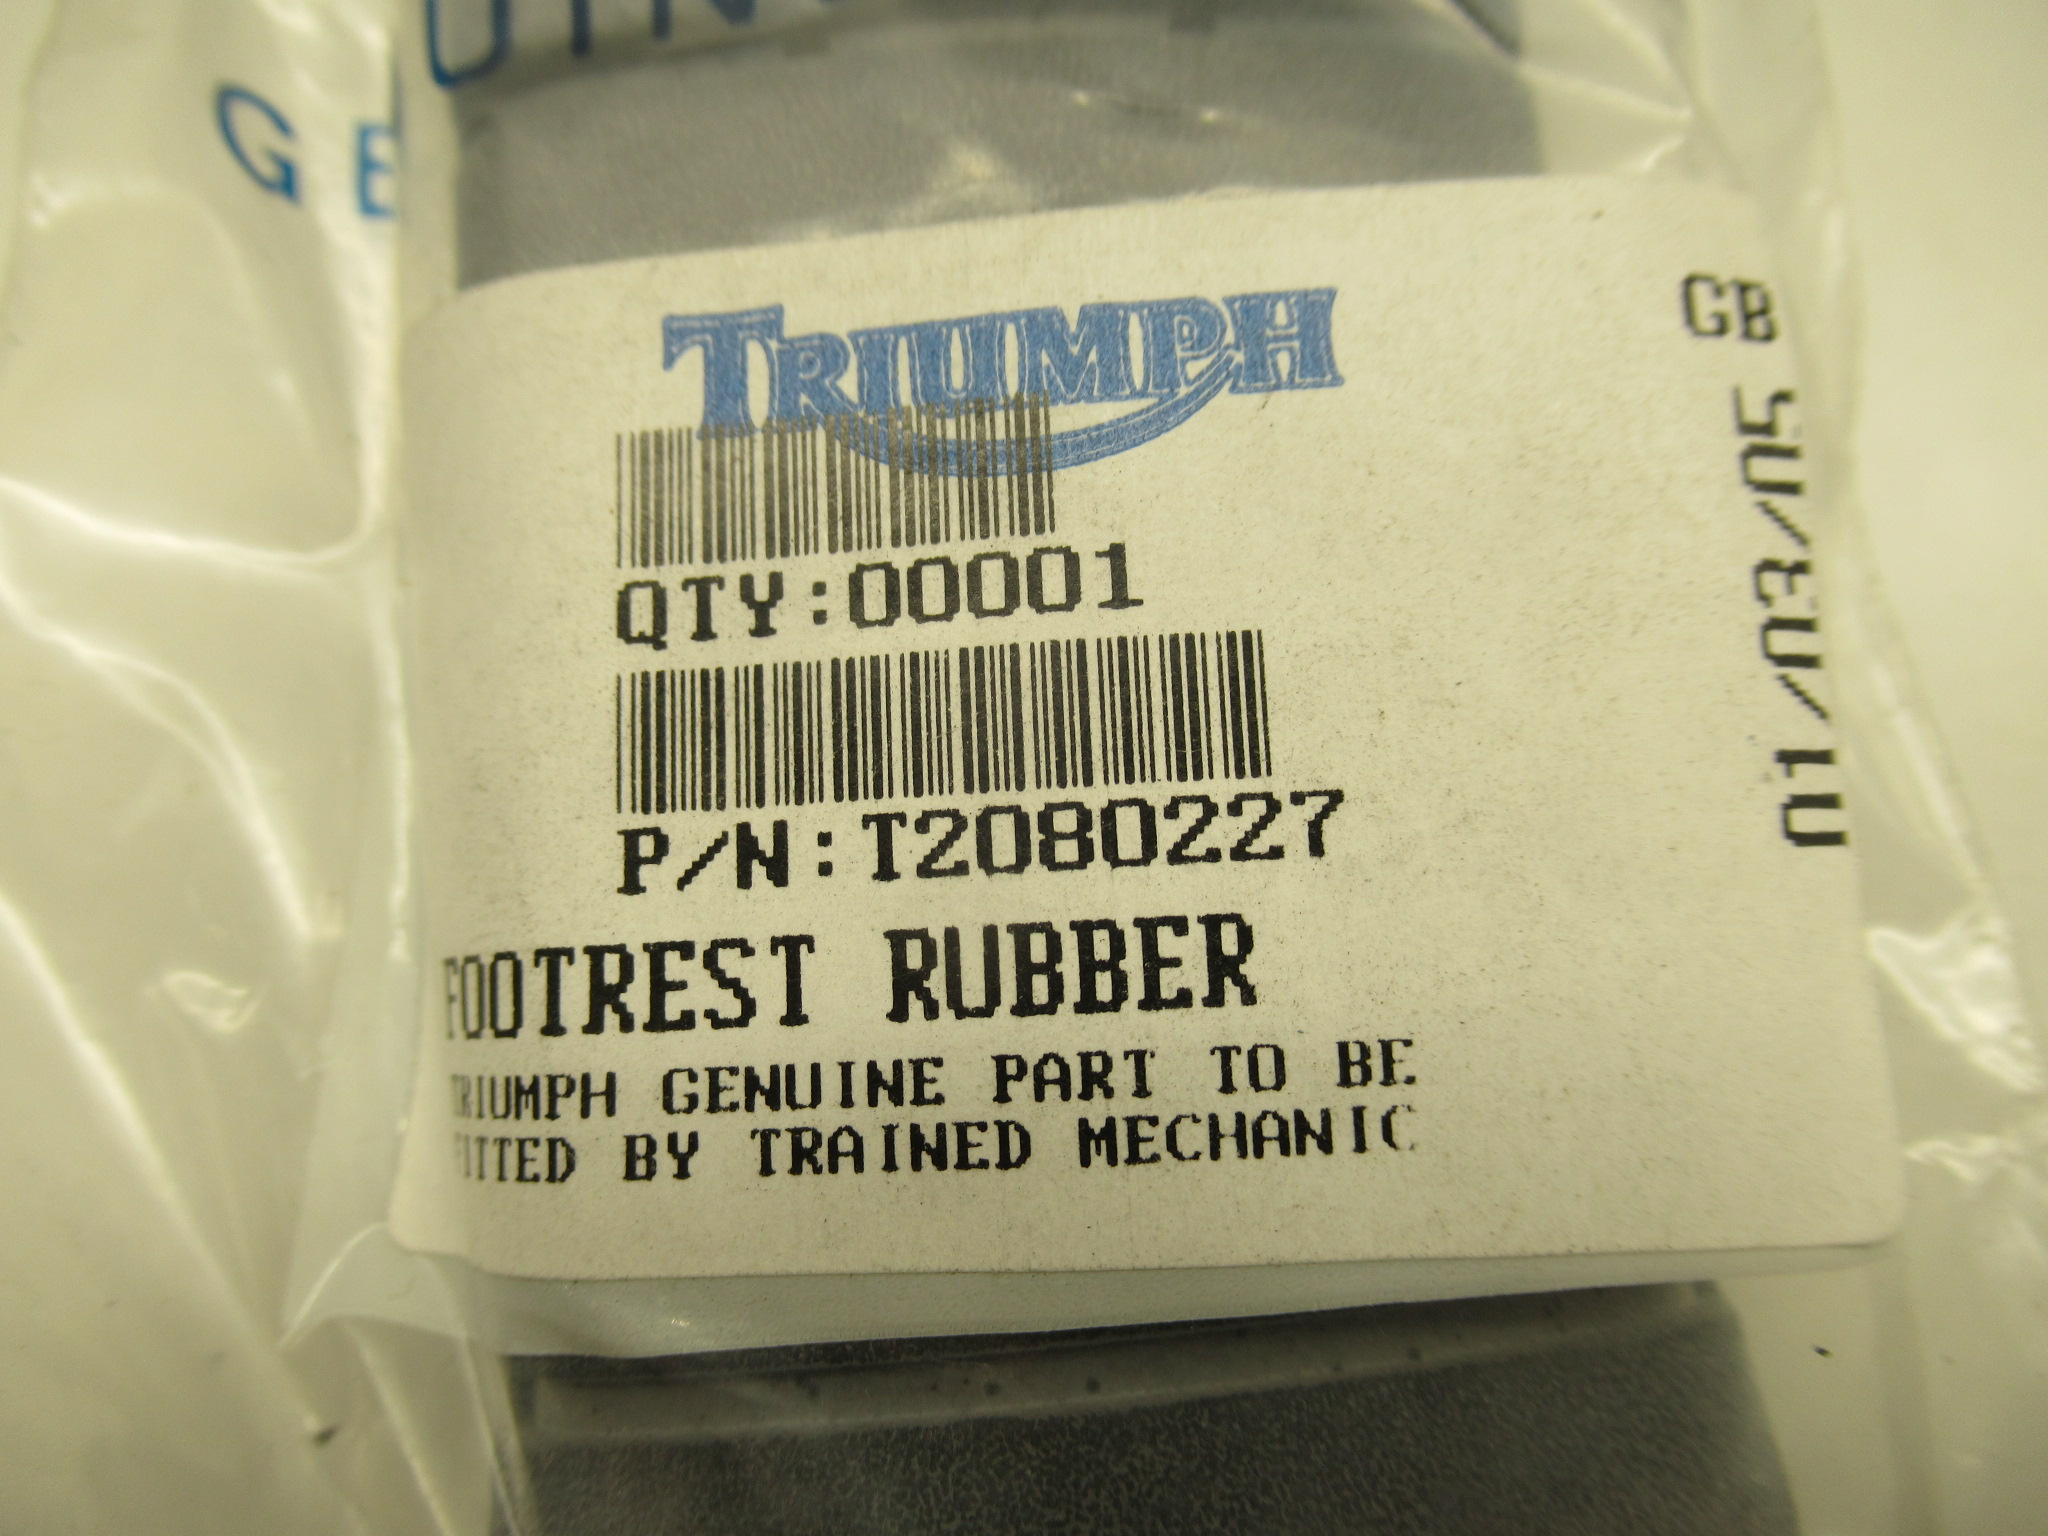 UIN
GE
TRIUMPH
GB
01/03/05
QTY:00001
P/N:T2080227
FOOTREST RUBBER
TRIUMPH GENUINE PART TO BE
FITTED BY TRAINED MECHANIC